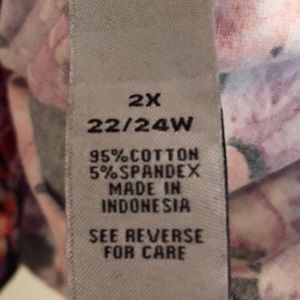 2X
22/24W
95%COTTON
5%SPANDEX
MADE IN
INDONESIA
SEE REVERSE
FOR CARE